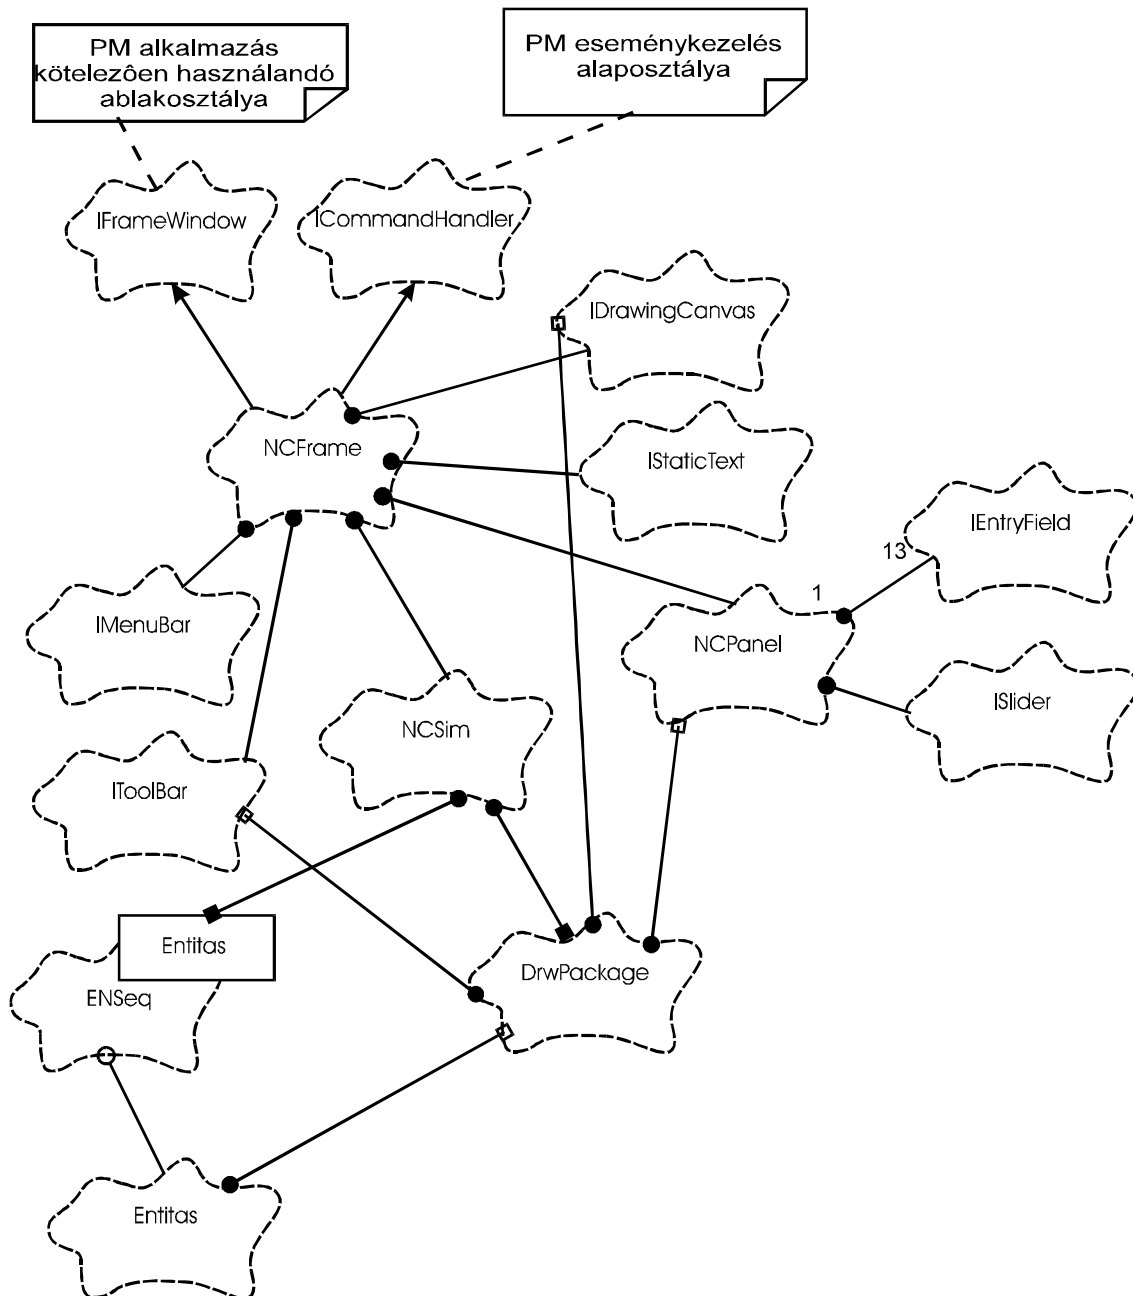 PM alkalmazás
kötelezôen használandó
ablakosztálya
PM eseménykezelés
alaposztálya
IFrameWindow
ICommandHandler
IDrawingCanvas
NCFrame
IStaticText
IEntryField
13
1
IMenuBar
NCPanel
ISlider
NCSim
IToolBar
Entitas
ENSeq
DrwPackage
Entitas